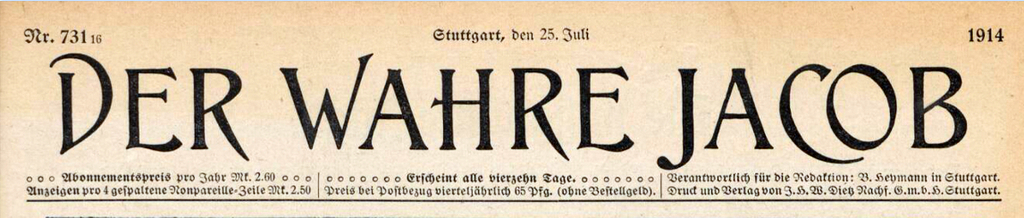 Nr. 731 16 Stuttgart, den 25. Juli 1914
DER WAHRE JACOB
○ ○ ○ Abonnementspreis pro Jahr Mk. 2.60 ○ ○ ○ | ○ ○ ○ ○ ○ ○ ○ Erscheint alle vierzehn Tage. ○ ○ ○ ○ ○ ○ ○ | Verantwortlich für die Redaktion: B. Heymann in Stuttgart.
Anzeigen pro 4 gespaltene Nonpareille-Zeile Mk. 2.50 | Preis bei Postbezug vierteljährlich 65 Pfg. (ohne Bestellgeld). | Druck und Verlag von J. H. W. Dietz Nachf. G.m.b.H. Stuttgart.